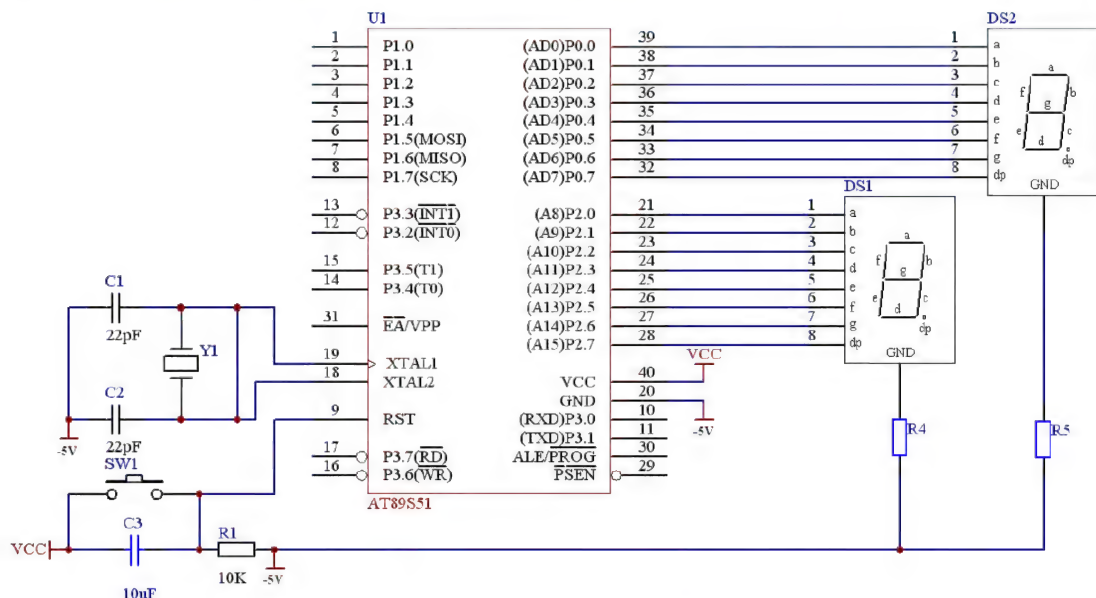 U1
DS2
1 P1.0 (AD0)P0.0 39 1 a
2 P1.1 (AD1)P0.1 38 2 b
3 P1.2 (AD2)P0.2 37 3 c
4 P1.3 (AD3)P0.3 36 4 d
5 P1.4 (AD4)P0.4 35 5 e
6 P1.5(MOSI) (AD5)P0.5 34 6 f
7 P1.6(MISO) (AD6)P0.6 33 7 g
8 P1.7(SCK) (AD7)P0.7 32 8 dp
a
f b
g
e c
d
dp
GND
DS1
13 P3.3(INT1) (A8)P2.0 21 1 a
12 P3.2(INT0) (A9)P2.1 22 2 b
(A10)P2.2 23 3 c
15 P3.5(T1) (A11)P2.3 24 4 d
14 P3.4(T0) (A12)P2.4 25 5 e
(A13)P2.5 26 6 f
31 EA/VPP (A14)P2.6 27 7 g
(A15)P2.7 28 8 dp
a
f b
g
e c
d
dp
GND
C1
22pF
Y1
19 XTAL1
VCC
18 XTAL2 VCC 40
GND 20
-5V
C2
22pF
-5V
9 RST (RXD)P3.0 10
(TXD)P3.1 11
17 P3.7(RD) ALE/PROG 30
16 P3.6(WR) PSEN 29
R4
R5
SW1
AT89S51
C3
R1
VCC
10uF
10K
-5V